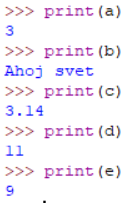 >>> print(a)
3
>>> print(b)
Ahoj svet
>>> print(c)
3.14
>>> print(d)
11
>>> print(e)
9